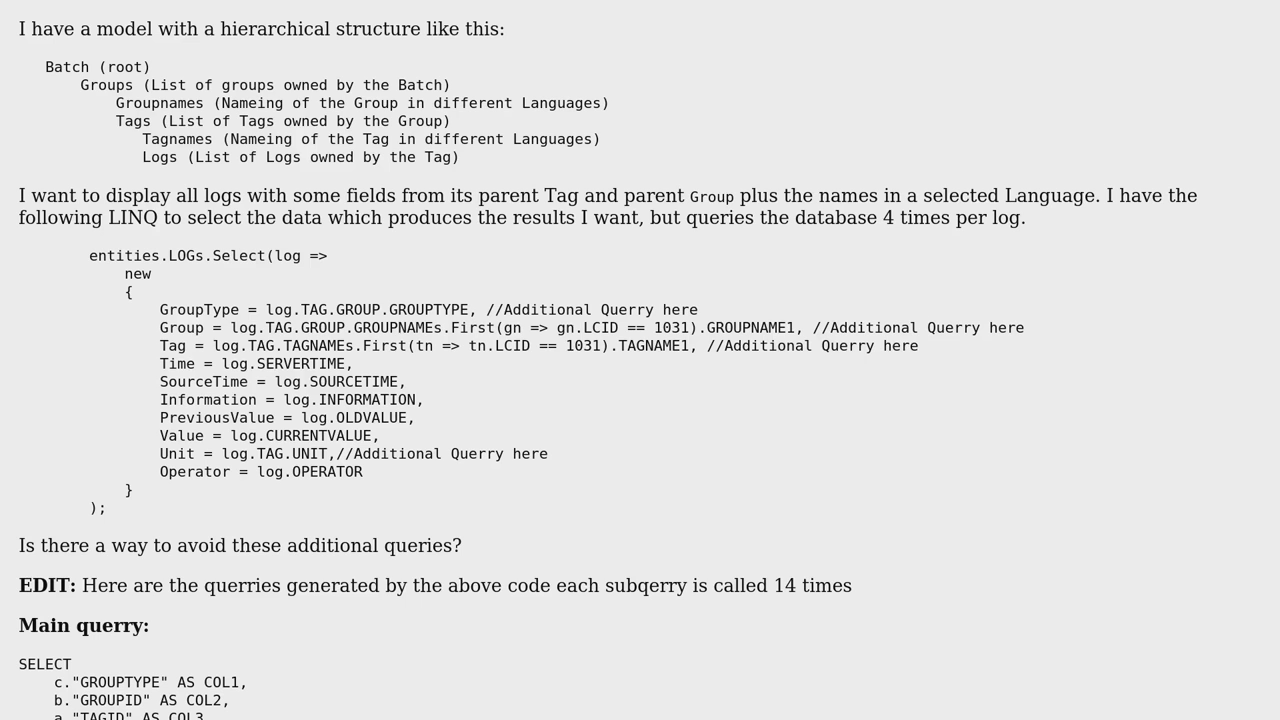 I have a model with a hierarchical structure like this:
Batch (root)
Groups (List of groups owned by the Batch)
Groupnames (Nameing of the Group in different Languages)
Tags (List of Tags owned by the Group)
Tagnames (Nameing of the Tag in different Languages)
Logs (List of Logs owned by the Tag)
I want to display all logs with some fields from its parent Tag and parent Group plus the names in a selected Language. I have the
following LINQ to select the data which produces the results I want, but queries the database 4 times per log.
entities.LOGs.Select(log =>
new
{
GroupType = log.TAG.GROUP.GROUPTYPE, //Additional Querry here
Group = log.TAG.GROUP.GROUPNAMEs.First(gn => gn.LCID == 1031).GROUPNAME1, //Additional Querry here
Tag = log.TAG.TAGNAMEs.First(tn => tn.LCID == 1031).TAGNAME1, //Additional Querry here
Time = log.SERVERTIME,
SourceTime = log.SOURCETIME,
Information = log.INFORMATION,
PreviousValue = log.OLDVALUE,
Value = log.CURRENTVALUE,
Unit = log.TAG.UNIT,//Additional Querry here
Operator = log.OPERATOR
}
);
Is there a way to avoid these additional queries?
EDIT: Here are the querries generated by the above code each subqerry is called 14 times
Main querry:
SELECT
c."GROUPTYPE" AS COL1,
b."GROUPID" AS COL2,
a."TAGID" AS COL3,